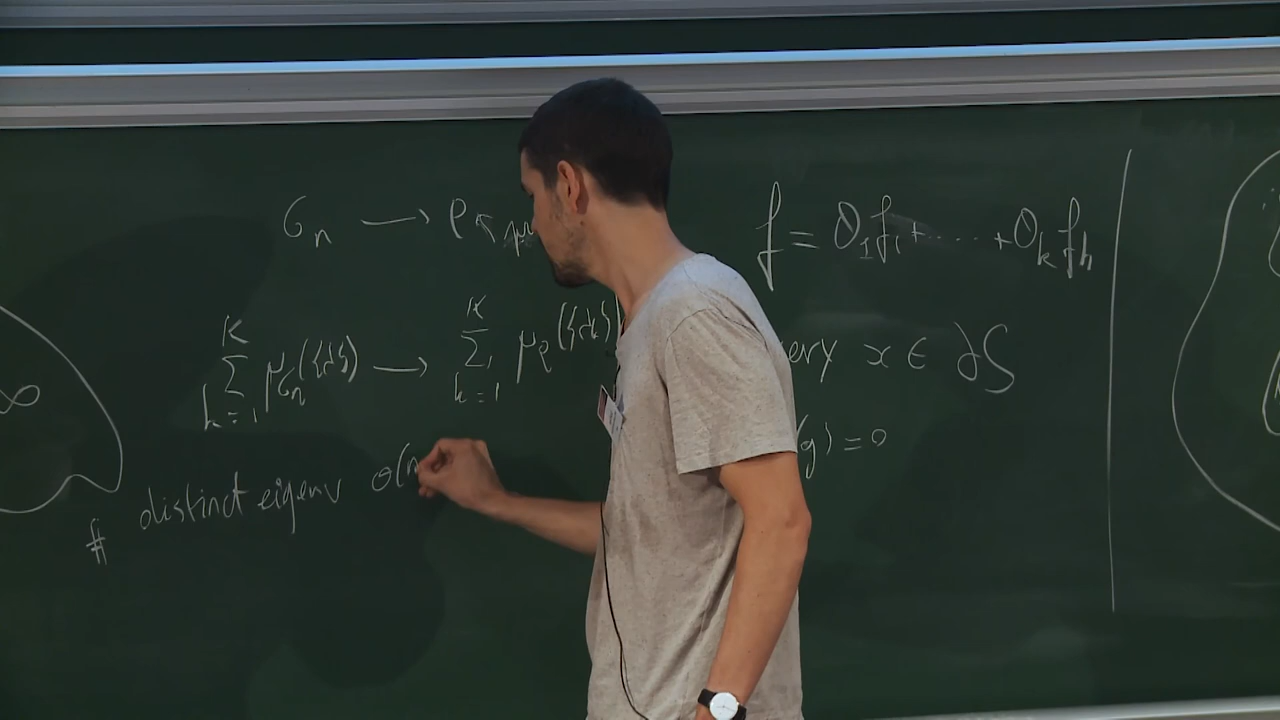 ∞
G_n → ρ
∑_{k=1}^{K} μ_{G_n}({λ_k}) → ∑_{k=1}^{K} μ_ρ({λ_k})
# distinct eigenv o(n
f = θ_1 f_1 + ..... + θ_k f_k
x ∈ ∂S
(g) = 0